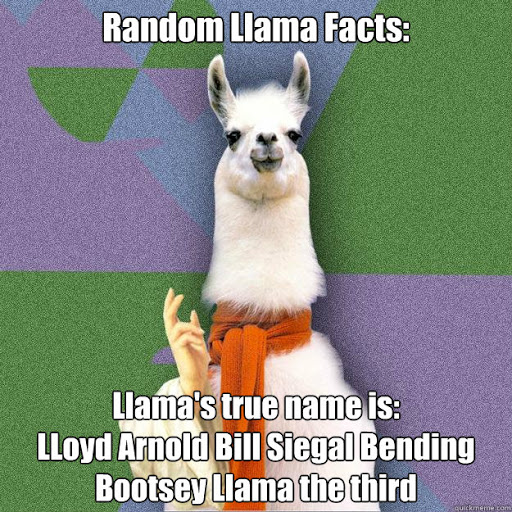 Random Llama Facts:
Llama's true name is:
LLoyd Arnold Bill Siegal Bending
Bootsey Llama the third
quickmeme.com